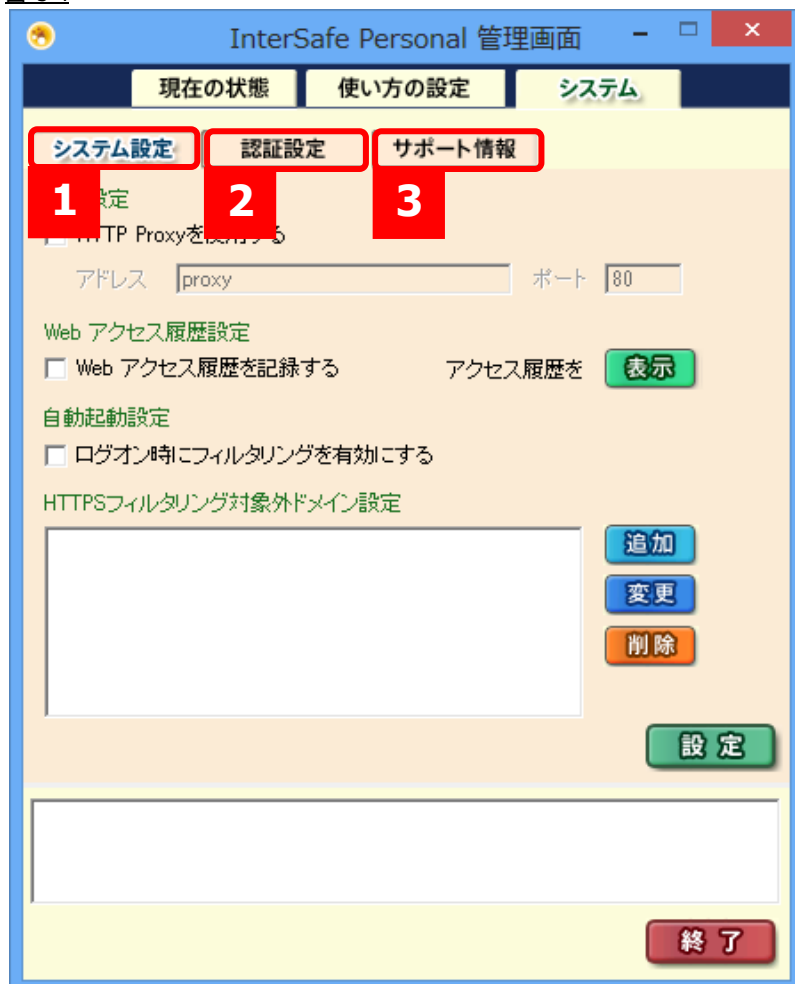 InterSafe Personal 管理画面
現在の状態 使い方の設定 システム
システム設定 認証設定 サポート情報
1 2 3
設定
HTTP Proxyを使用する
アドレス proxy ポート 80
Web アクセス履歴設定
Web アクセス履歴を記録する アクセス履歴を 表示
自動起動設定
ログオン時にフィルタリングを有効にする
HTTPSフィルタリング対象外ドメイン設定
追加
変更
削除
設定
終了